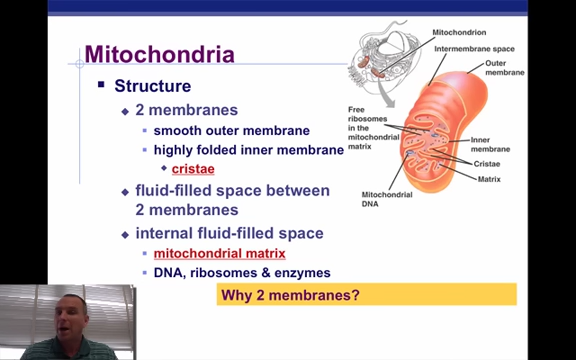 Mitochondria
Structure
2 membranes
smooth outer membrane
highly folded inner membrane
cristae
fluid-filled space between
2 membranes
internal fluid-filled space
mitochondrial matrix
DNA, ribosomes & enzymes
Why 2 membranes?
Mitochondrion
Intermembrane space
Outer
membrane
Free
ribosomes
in the
mitochondrial
matrix
Inner
membrane
Cristae
Matrix
Mitochondrial
DNA